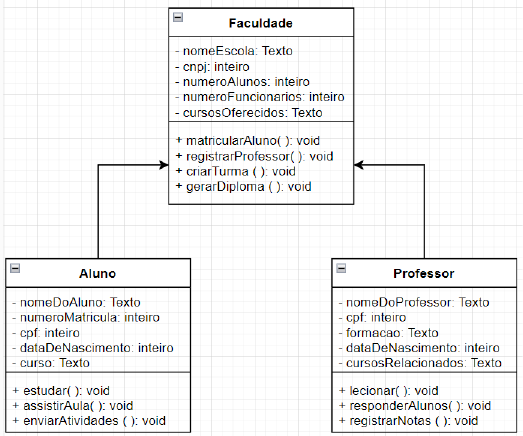 Faculdade
- nomeEscola: Texto
- cnpj: inteiro
- numeroAlunos: inteiro
- numeroFuncionarios: inteiro
- cursosOferecidos: Texto
+ matricularAluno( ): void
+ registrarProfessor( ): void
+ criarTurma ( ): void
+ gerarDiploma ( ): void
Aluno
- nomeDoAluno: Texto
- numeroMatricula: inteiro
- cpf: inteiro
- dataDeNascimento: inteiro
- curso: Texto
+ estudar( ): void
+ assistirAula( ): void
+ enviarAtividades ( ): void
Professor
- nomeDoProfessor: Texto
- cpf: inteiro
- formacao: Texto
- dataDeNascimento: inteiro
- cursosRelacionados: Texto
+ lecionar( ): void
+ responderAlunos( ): void
+ registrarNotas ( ): void